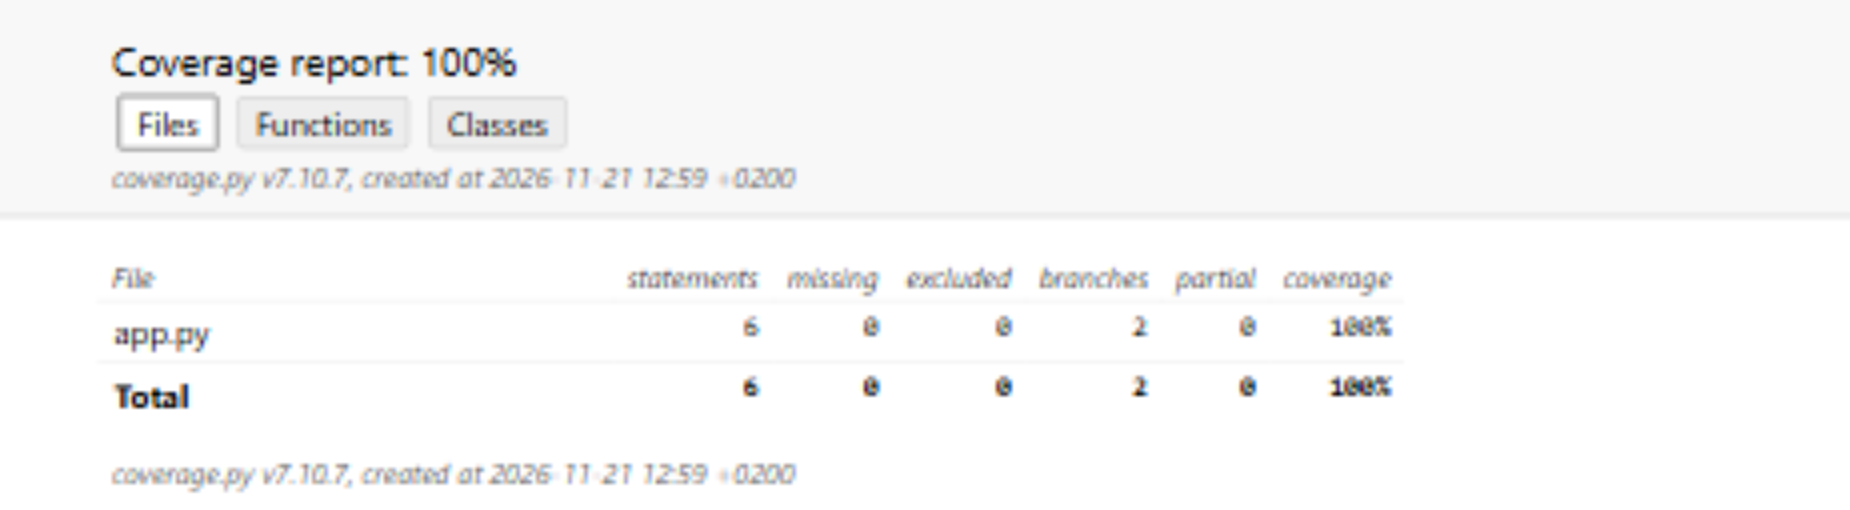 Coverage report: 100%
Files Functions Classes
coverage.py v7.10.7, created at 2026-11-21 12:59 +0200
File statements missing excluded branches partial coverage
app.py 6 0 0 2 0 100%
Total 6 0 0 2 0 100%
coverage.py v7.10.7, created at 2026-11-21 12:59 +0200